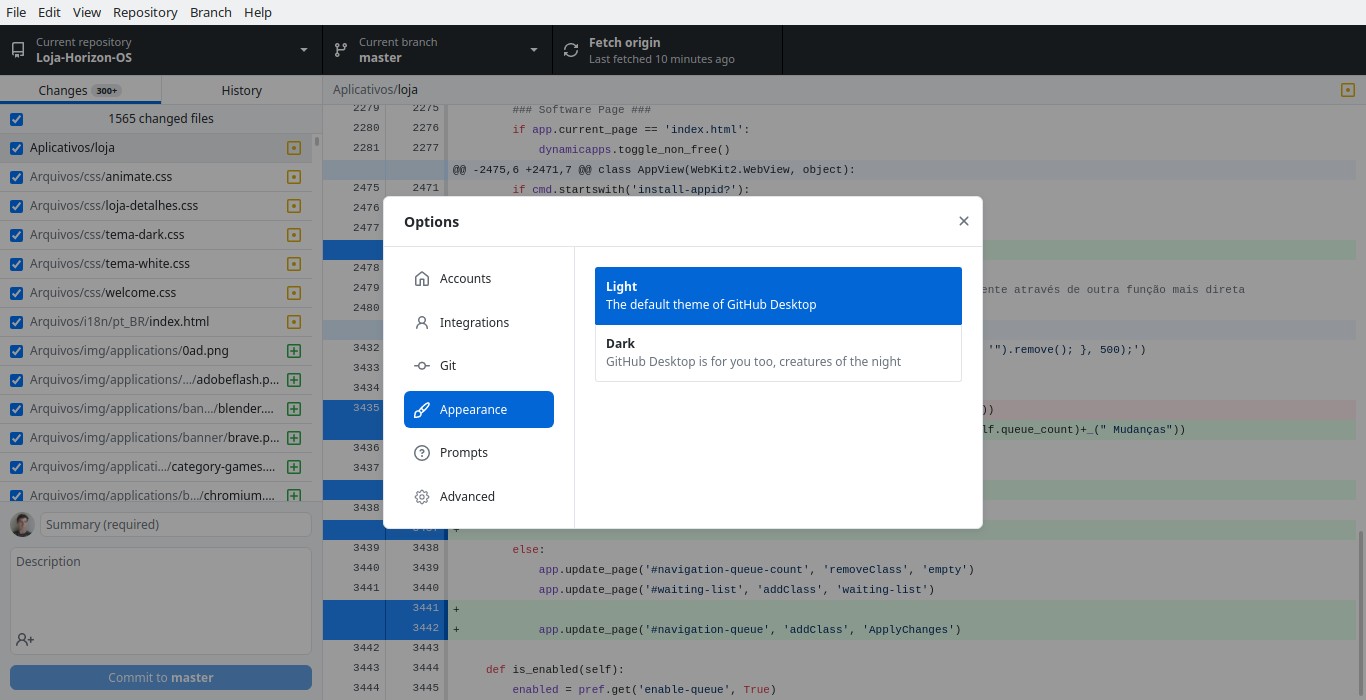 File Edit View Repository Branch Help
Current repository
Loja-Horizon-OS
Current branch
master
Fetch origin
Last fetched 10 minutes ago
Changes 300+
History
1565 changed files
Aplicativos/loja
Arquivos/css/animate.css
Arquivos/css/loja-detalhes.css
Arquivos/css/tema-dark.css
Arquivos/css/tema-white.css
Arquivos/css/welcome.css
Arquivos/i18n/pt_BR/index.html
Arquivos/img/applications/0ad.png
Arquivos/img/applications/.../adobeflash.p...
Arquivos/img/applications/ban.../blender....
Arquivos/img/applications/banner/brave.p...
Arquivos/img/applicati.../category-games....
Arquivos/img/applications/b.../chromium....
Summary (required)
Description
Commit to master
Aplicativos/loja
2279 2275 ### Software Page ###
2280 2276 if app.current_page == 'index.html':
2281 2277 dynamicapps.toggle_non_free()
@@ -2475,6 +2471,7 @@ class AppView(WebKit2.WebView, object):
2475 2471 if cmd.startswith('install-appid?'):
2476
2477
2478
2479 ente através de outra função mais direta
2480
3432 '").remove(); }, 500);')
3433
3434
3435 ))
lf.queue_count)+_(" Mudanças"))
3436
3437
3438
+
3439 3438 else:
3440 3439 app.update_page('#navigation-queue-count', 'removeClass', 'empty')
3441 3440 app.update_page('#waiting-list', 'addClass', 'waiting-list')
3441 +
3442 + app.update_page('#navigation-queue', 'addClass', 'ApplyChanges')
3442 3443
3443 3444 def is_enabled(self):
3444 3445 enabled = pref.get('enable-queue', True)
Options
Accounts
Integrations
Git
Appearance
Prompts
Advanced
Light
The default theme of GitHub Desktop
Dark
GitHub Desktop is for you too, creatures of the night